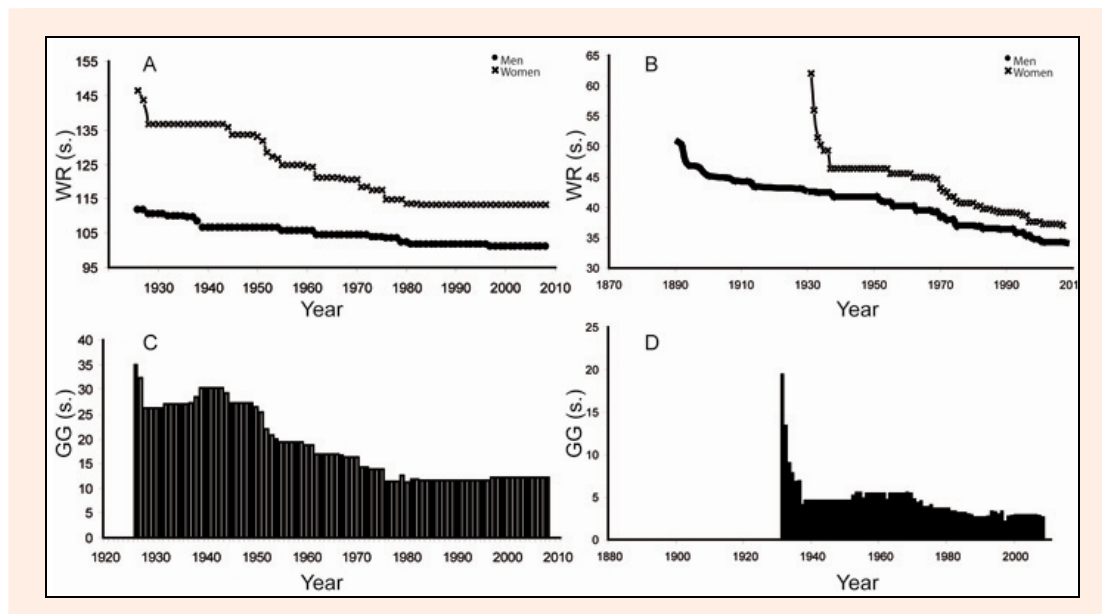 A
Men
Women
155
145
135
125
115
105
95
WR (s.)
1930 1940 1950 1960 1970 1980 1990 2000 2010
Year
B
Men
Women
65
60
55
50
45
40
35
30
WR (s.)
1870 1890 1910 1930 1950 1970 1990 201
Year
C
40
35
30
25
20
15
10
5
0
GG (s.)
1920 1930 1940 1950 1960 1970 1980 1990 2000 2010
Year
D
25
20
15
10
5
0
GG (s.)
1880 1900 1920 1940 1960 1980 2000
Year